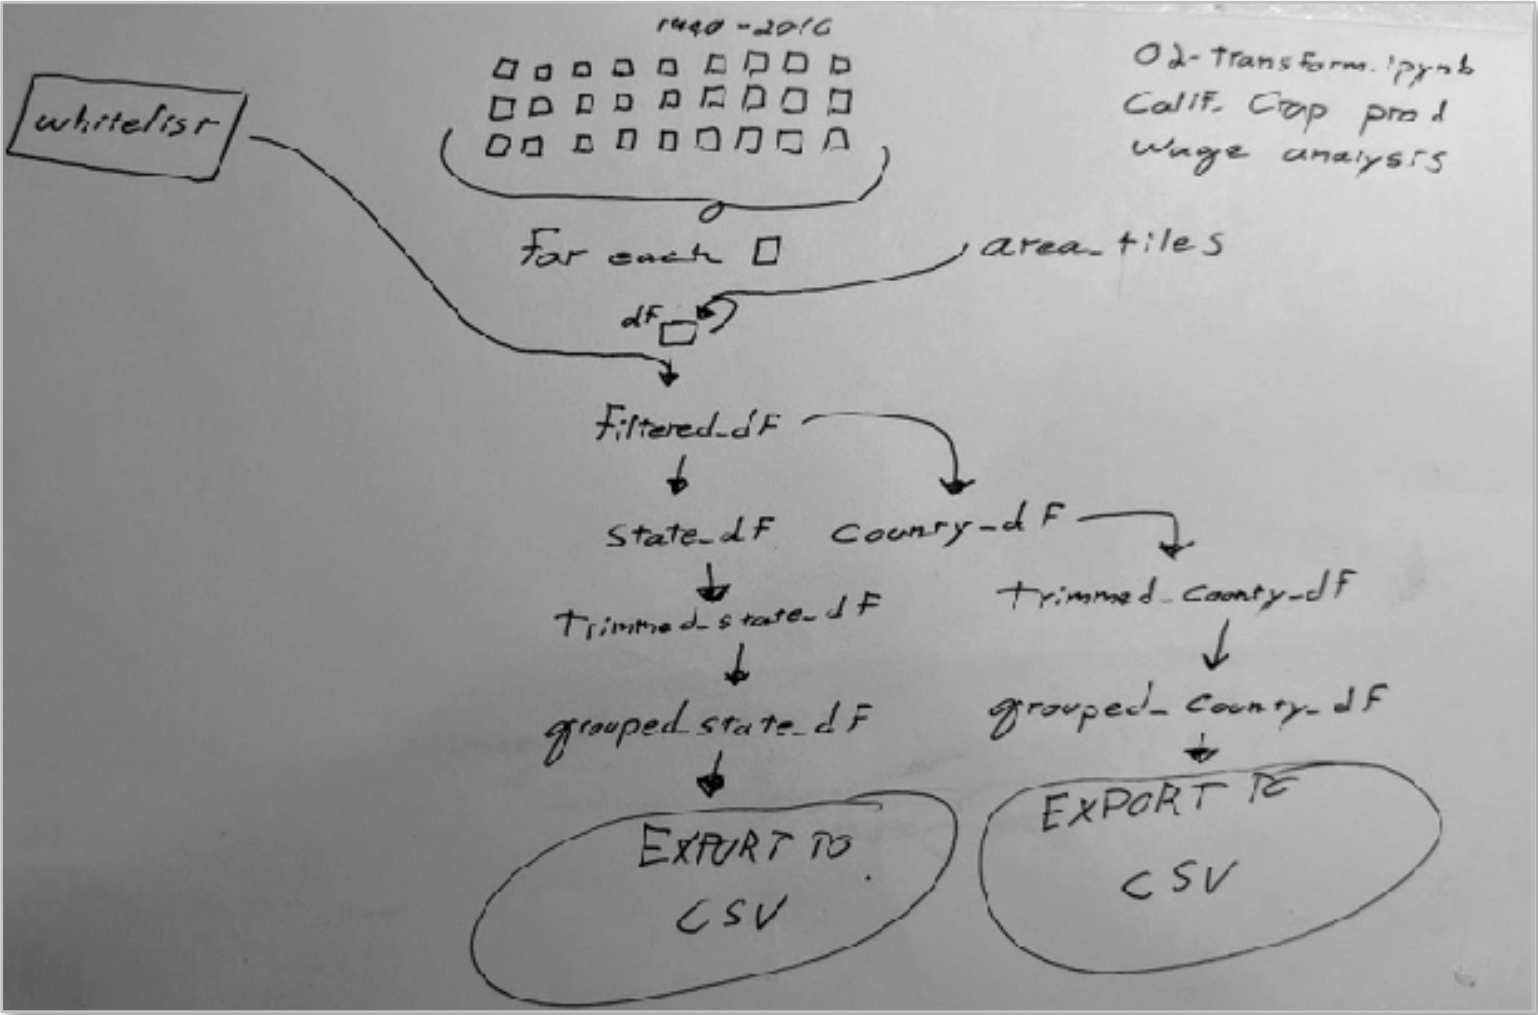 1990-2016
02-Transform.ipynb
Calif. Crop prod
wage analysis
whitelist
For each
area_tiles
df
Filtered_dF
State_dF
County_dF
Trimmed_state_dF
Trimmed_County_dF
grouped_state_dF
grouped_County_dF
EXPORT TO
CSV
EXPORT TO
CSV